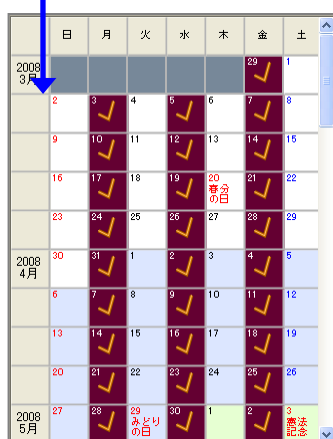 日 月 火 水 木 金 土
2008
3月
29 1
2 3 4 5 6 7 8
9 10 11 12 13 14 15
16 17 18 19 20 21 22
春分
の日
23 24 25 26 27 28 29
2008
4月
30 31 1 2 3 4 5
6 7 8 9 10 11 12
13 14 15 16 17 18 19
20 21 22 23 24 25 26
2008
5月
27 28 29 30 1 2 3
みどり
の日
憲法
記念